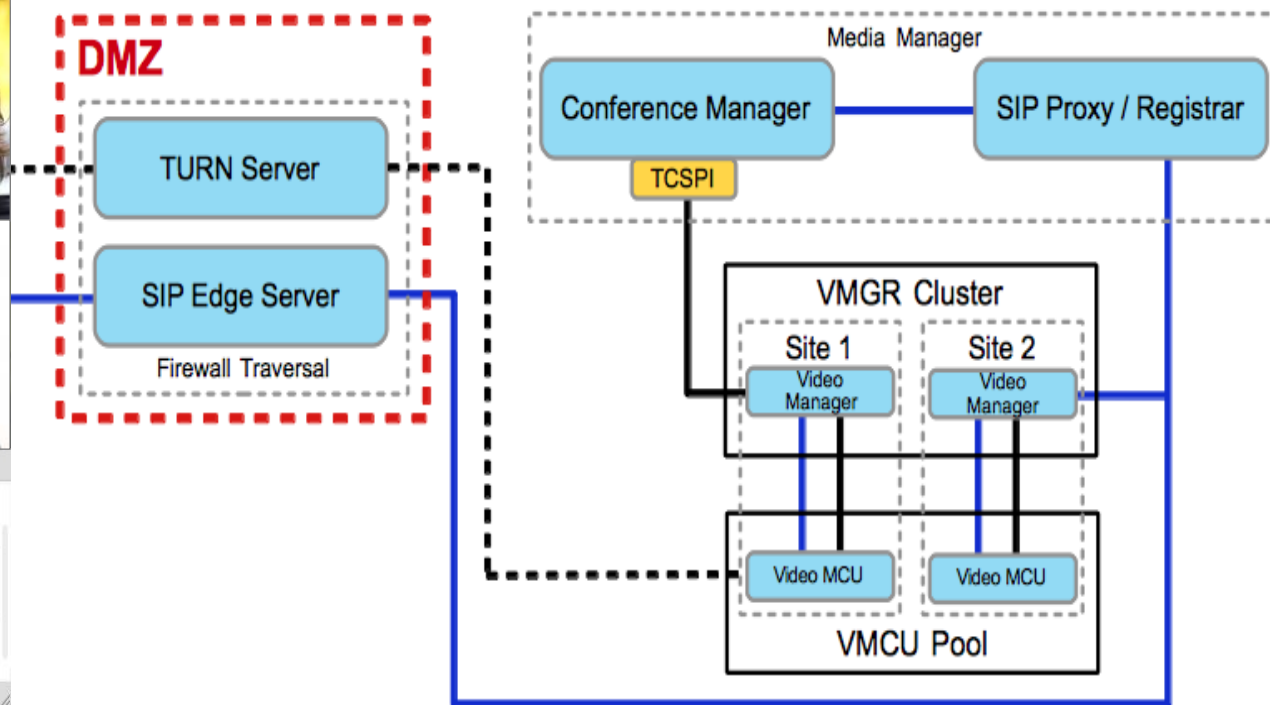 DMZ
TURN Server
SIP Edge Server
Firewall Traversal
Media Manager
Conference Manager
SIP Proxy / Registrar
TCSPI
VMGR Cluster
Site 1
Video
Manager
Site 2
Video
Manager
Video MCU
Video MCU
VMCU Pool